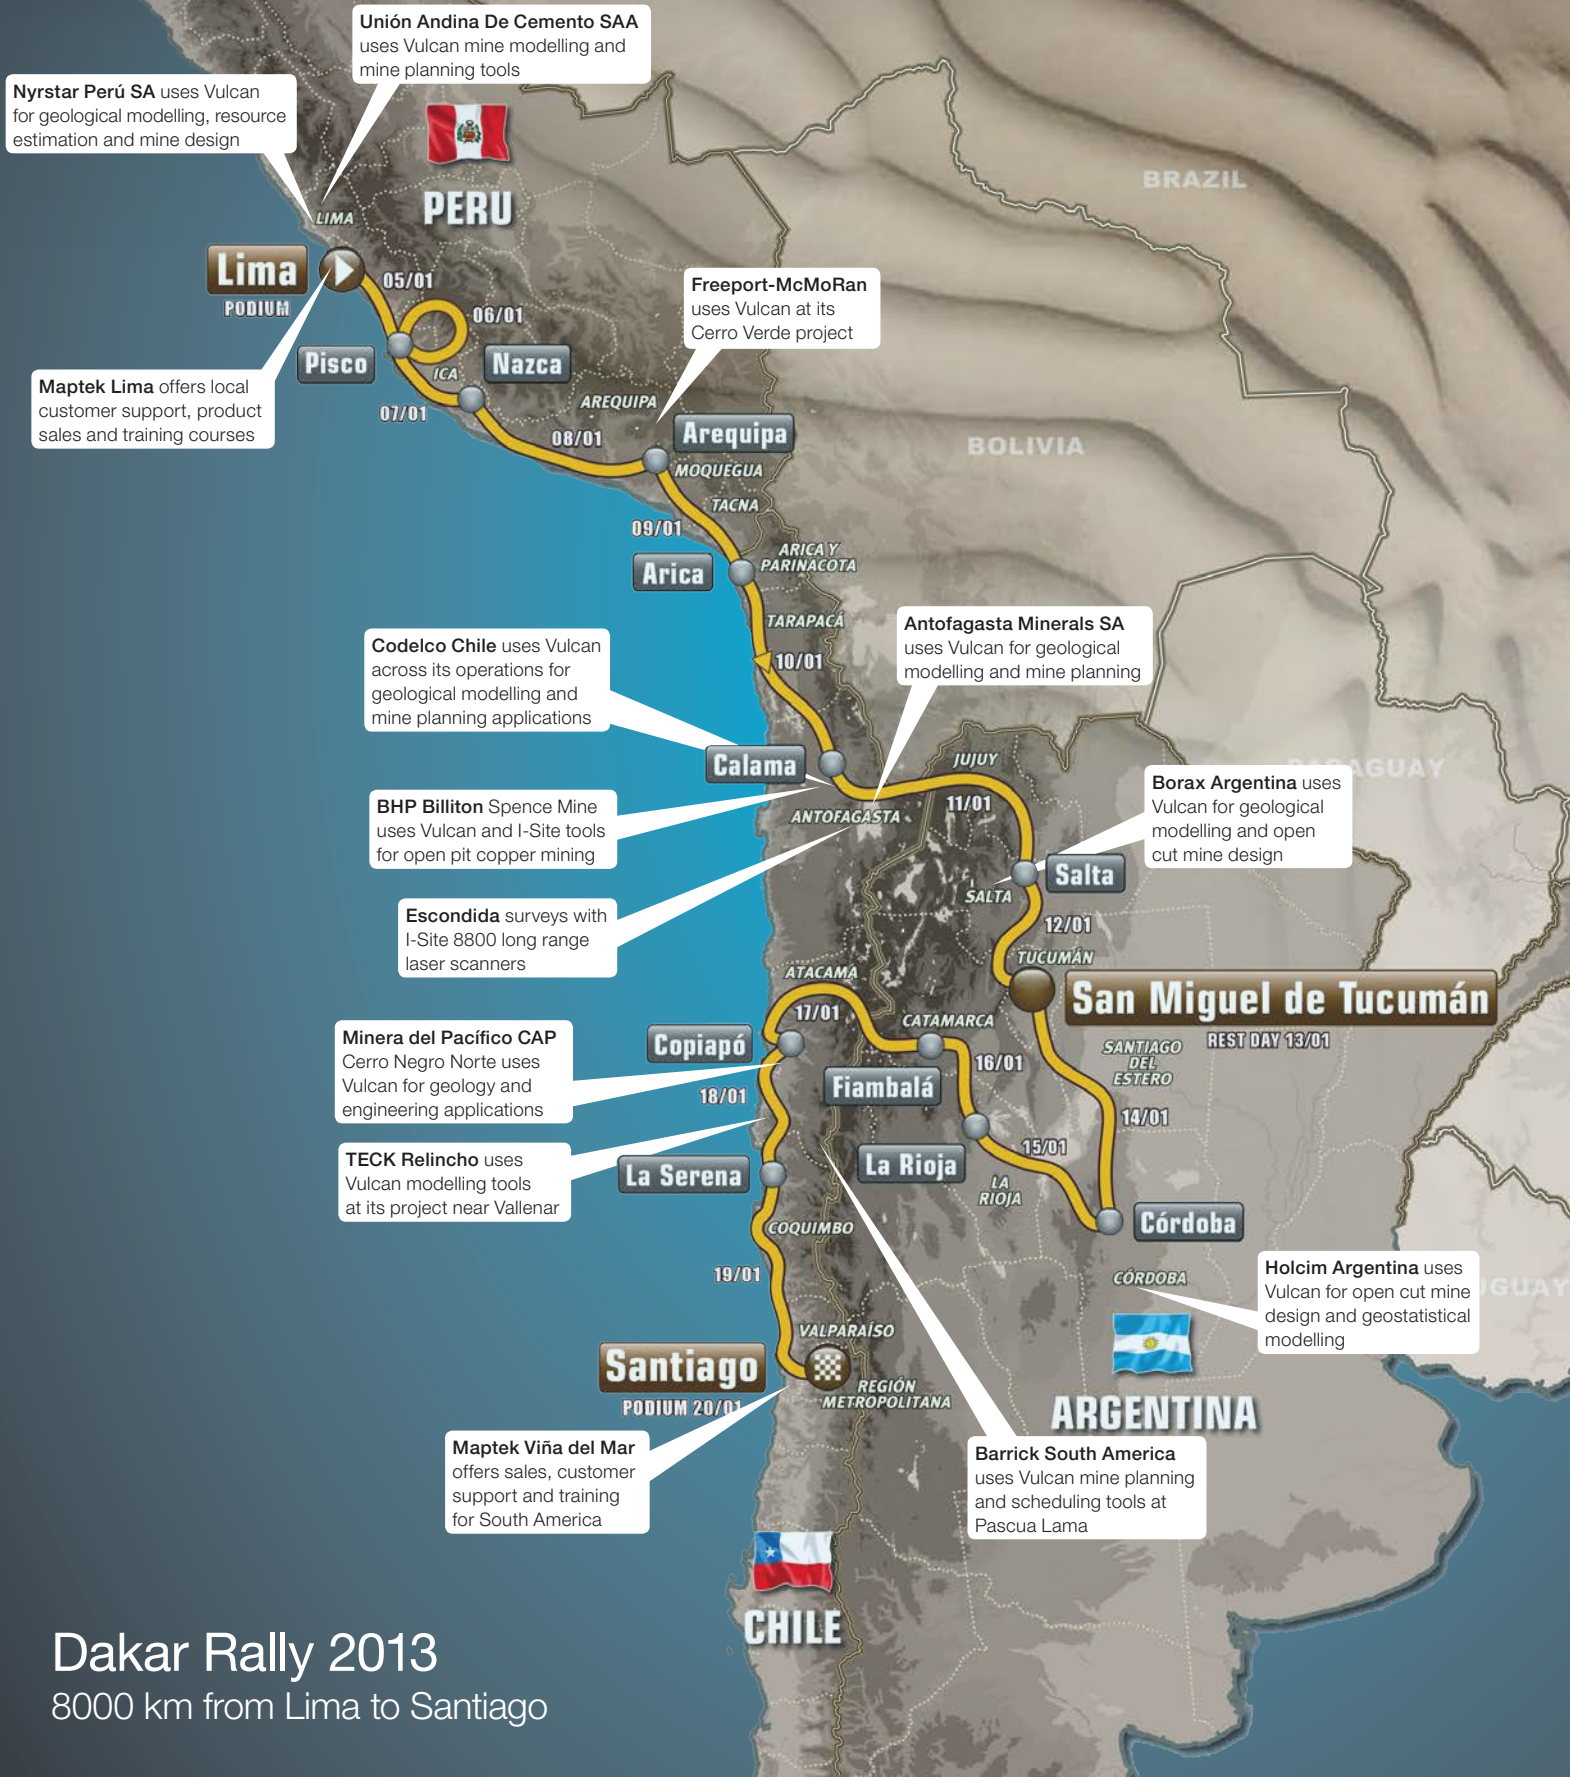 Unión Andina De Cemento SAA
uses Vulcan mine modelling and
mine planning tools
Nyrstar Perú SA uses Vulcan
for geological modelling, resource
estimation and mine design
PERU
BRAZIL
LIMA
Lima
PODIUM
05/01
06/01
Freeport-McMoRan
uses Vulcan at its
Cerro Verde project
Pisco
ICA
Nazca
Maptek Lima offers local
customer support, product
sales and training courses
07/01
AREQUIPA
08/01
Arequipa
BOLIVIA
MOQUEGUA
TACNA
09/01
Arica
ARICA Y
PARINACOTA
TARAPACÁ
10/01
Codelco Chile uses Vulcan
across its operations for
geological modelling and
mine planning applications
Antofagasta Minerals SA
uses Vulcan for geological
modelling and mine planning
Calama
JUJUY
11/01
AGUAY
BHP Billiton Spence Mine
uses Vulcan and I-Site tools
for open pit copper mining
ANTOFAGASTA
Borax Argentina uses
Vulcan for geological
modelling and open
cut mine design
Salta
SALTA
12/01
Escondida surveys with
I-Site 8800 long range
laser scanners
TUCUMÁN
San Miguel de Tucumán
REST DAY 13/01
ATACAMA
17/01
CATAMARCA
Minera del Pacífico CAP
Cerro Negro Norte uses
Vulcan for geology and
engineering applications
Copiapó
16/01
Fiambalá
SANTIAGO
DEL
ESTERO
18/01
14/01
TECK Relincho uses
Vulcan modelling tools
at its project near Vallenar
La Serena
La Rioja
15/01
LA
RIOJA
Córdoba
COQUIMBO
19/01
CÓRDOBA
Holcim Argentina uses
Vulcan for open cut mine
design and geostatistical
modelling
GUAY
VALPARAÍSO
Santiago
PODIUM 20/01
REGIÓN
METROPOLITANA
ARGENTINA
Maptek Viña del Mar
offers sales, customer
support and training
for South America
Barrick South America
uses Vulcan mine planning
and scheduling tools at
Pascua Lama
CHILE
Dakar Rally 2013
8000 km from Lima to Santiago